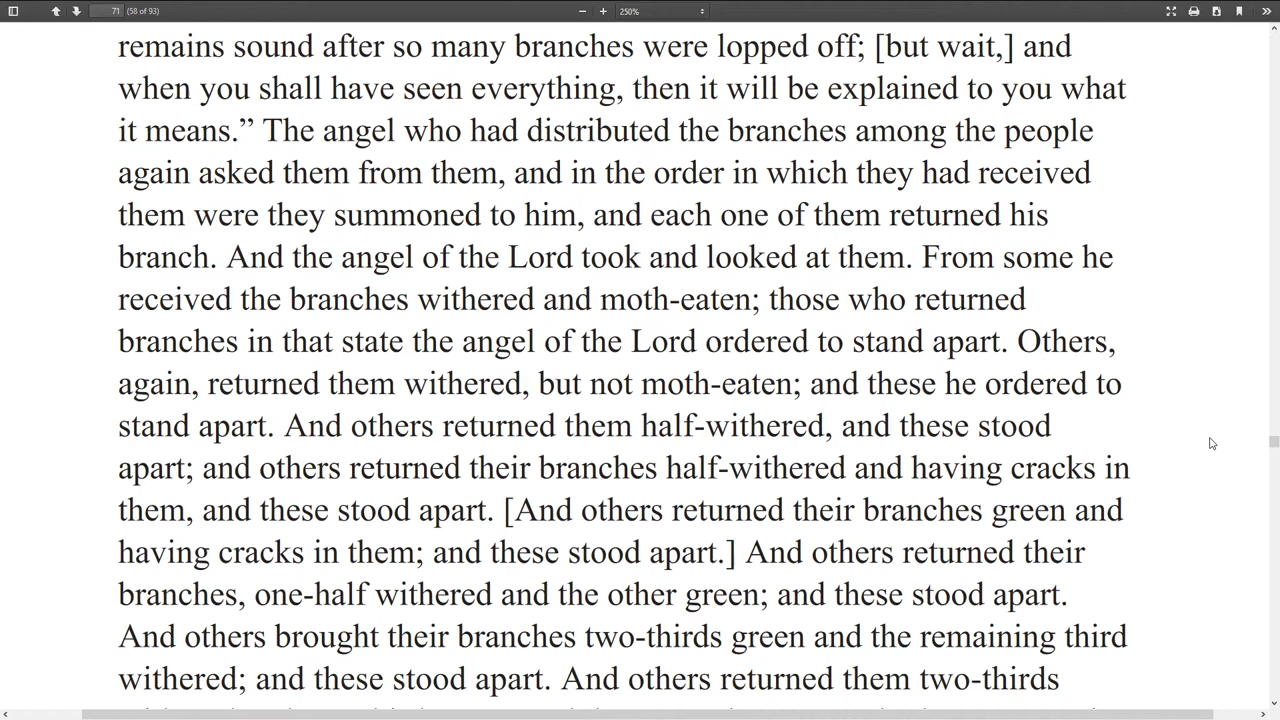 71 (58 of 93) 250%
remains sound after so many branches were lopped off; [but wait,] and
when you shall have seen everything, then it will be explained to you what
it means.” The angel who had distributed the branches among the people
again asked them from them, and in the order in which they had received
them were they summoned to him, and each one of them returned his
branch. And the angel of the Lord took and looked at them. From some he
received the branches withered and moth-eaten; those who returned
branches in that state the angel of the Lord ordered to stand apart. Others,
again, returned them withered, but not moth-eaten; and these he ordered to
stand apart. And others returned them half-withered, and these stood
apart; and others returned their branches half-withered and having cracks in
them, and these stood apart. [And others returned their branches green and
having cracks in them; and these stood apart.] And others returned their
branches, one-half withered and the other green; and these stood apart.
And others brought their branches two-thirds green and the remaining third
withered; and these stood apart. And others returned them two-thirds